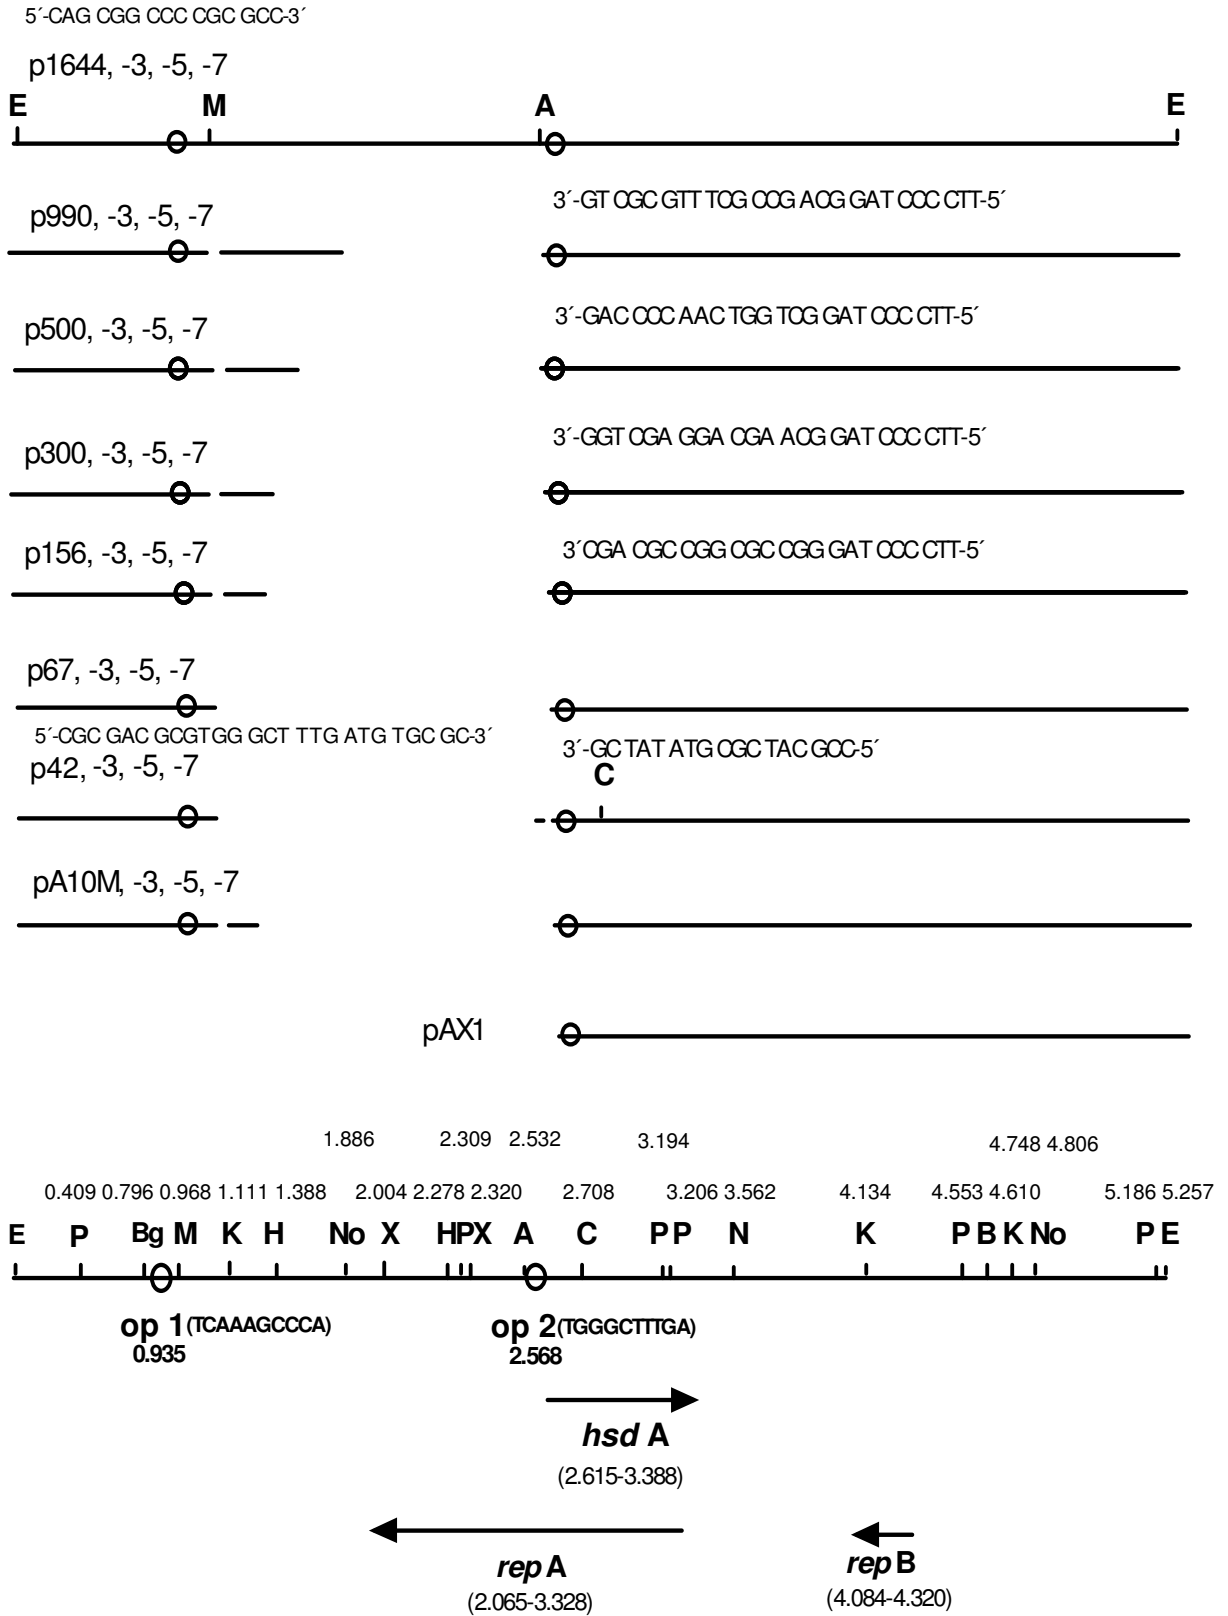 5´-CAG CGG CCC CGC GCC-3´
p1644, -3, -5, -7
E M A E
3´-GT CGC GTT TCG CCG ACG GAT CCC CTT-5´
p990, -3, -5, -7
3´-GAC CCC AAC TGG TCG GAT CCC CTT-5´
p500, -3, -5, -7
3´-GGT CGA GGA CGA ACG GAT CCC CTT-5´
p300, -3, -5, -7
3´CGA CGC CGG CGC CGG GAT CCC CTT-5´
p156, -3, -5, -7
p67, -3, -5, -7
5´-CGC GAC GCGTGG GCT TTG ATG TGC GC-3´
3´-GC TAT ATG CGC TAC GCC-5´
p42, -3, -5, -7
C
pA10M, -3, -5, -7
pAX1
1.886 2.309 2.532 3.194 4.748 4.806
0.409 0.796 0.968 1.111 1.388 2.004 2.278 2.320 2.708 3.206 3.562 4.134 4.553 4.610 5.186 5.257
E P Bg M K H No X H P X A C P P N K P B K No P E
op 1(TCAAAGCCCA) op 2(TGGGCTTTGA)
0.935 2.568
hsd A
(2.615-3.388)
rep A rep B
(2.065-3.328) (4.084-4.320)